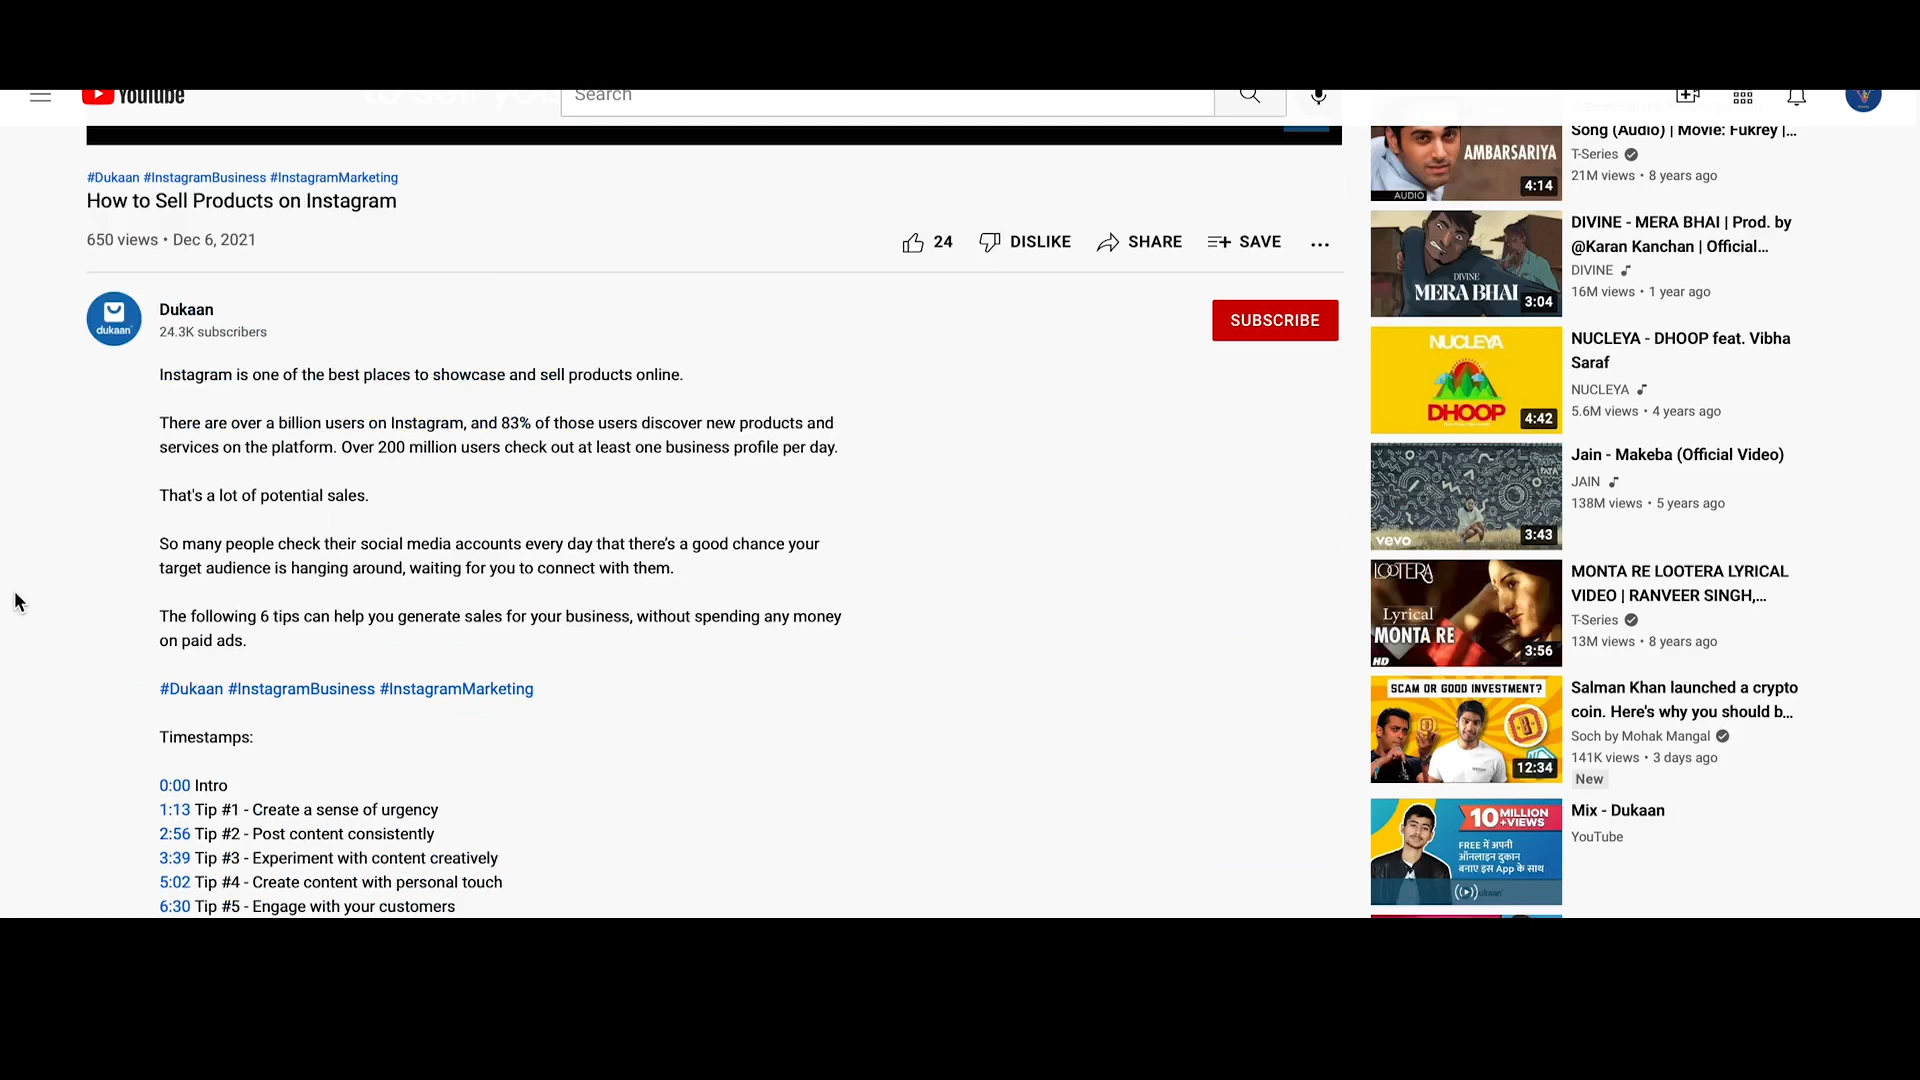 YouTube
Search
#Dukaan #InstagramBusiness #InstagramMarketing
How to Sell Products on Instagram
650 views • Dec 6, 2021
24
DISLIKE
SHARE
SAVE
dukaan
Dukaan
24.3K subscribers
SUBSCRIBE
Instagram is one of the best places to showcase and sell products online.
There are over a billion users on Instagram, and 83% of those users discover new products and
services on the platform. Over 200 million users check out at least one business profile per day.
That's a lot of potential sales.
So many people check their social media accounts every day that there’s a good chance your
target audience is hanging around, waiting for you to connect with them.
The following 6 tips can help you generate sales for your business, without spending any money
on paid ads.
#Dukaan #InstagramBusiness #InstagramMarketing
Timestamps:
0:00 Intro
1:13 Tip #1 - Create a sense of urgency
2:56 Tip #2 - Post content consistently
3:39 Tip #3 - Experiment with content creatively
5:02 Tip #4 - Create content with personal touch
6:30 Tip #5 - Engage with your customers
AMBARSARIYA
AUDIO
4:14
Song (Audio) | Movie: Fukrey |...
T-Series
21M views • 8 years ago
DIVINE
MERA BHAI
3:04
DIVINE - MERA BHAI | Prod. by
@Karan Kanchan | Official...
DIVINE
16M views • 1 year ago
NUCLEYA
DHOOP
4:42
NUCLEYA - DHOOP feat. Vibha
Saraf
NUCLEYA
5.6M views • 4 years ago
vevo
3:43
Jain - Makeba (Official Video)
JAIN
138M views • 5 years ago
LOOTERA
Lyrical
MONTA RE
HD
3:56
MONTA RE LOOTERA LYRICAL
VIDEO | RANVEER SINGH,...
T-Series
13M views • 8 years ago
SCAM OR GOOD INVESTMENT?
12:34
Salman Khan launched a crypto
coin. Here's why you should b...
Soch by Mohak Mangal
141K views • 3 days ago
New
10 MILLION
+VIEWS
FREE में अपनी
ऑनलाइन दुकान
बनाए इस App के साथ
dukaan
Mix - Dukaan
YouTube